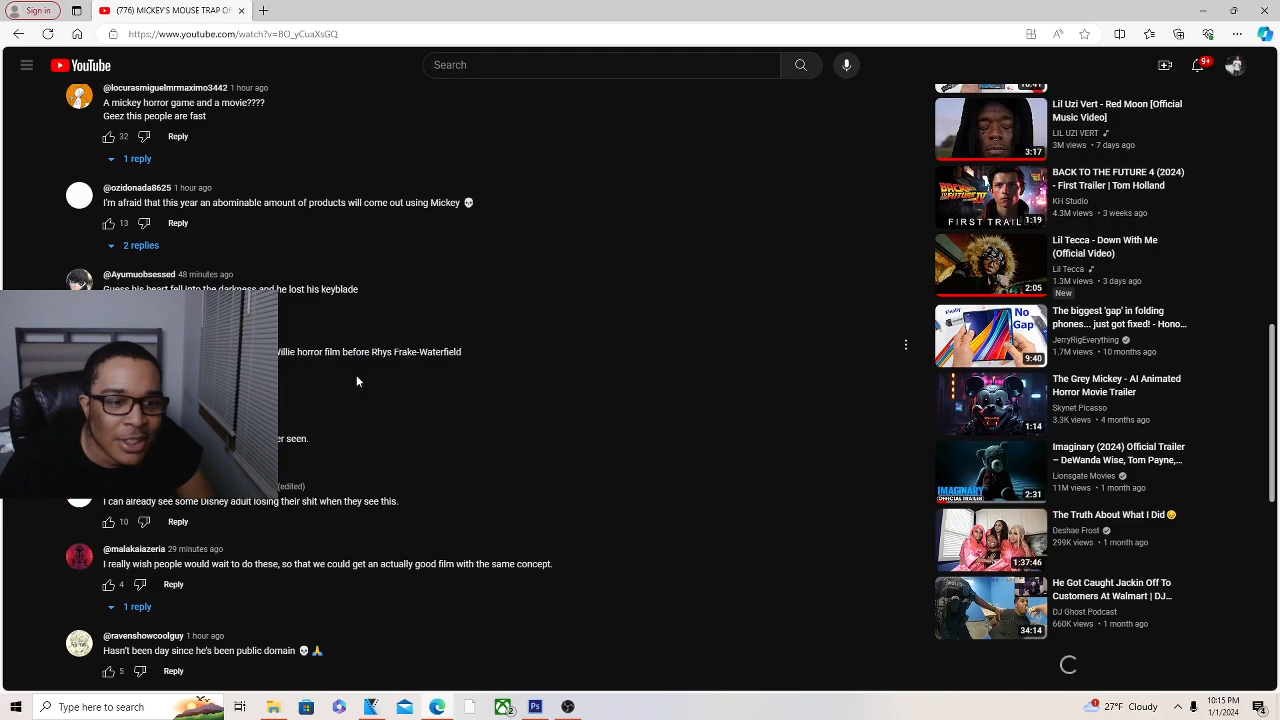 Sign in
(776) MICKEY'S MOUSE TRAP Of
https://www.youtube.com/watch?v=BO_yCuaXsGQ
YouTube
Search
9+
@locurasmiguelmrmaximo3442 1 hour ago
A mickey horror game and a movie????
Geez this people are fast
32
Reply
1 reply
@ozidonada8625 1 hour ago
I'm afraid that this year an abominable amount of products will come out using Mickey 💀
13
Reply
2 replies
@Ayumuobsessed 48 minutes ago
Guess his heart fell into the darkness and he lost his keyblade
Willie horror film before Rhys Frake-Waterfield
er seen.
(edited)
I can already see some Disney adult losing their shit when they see this.
10
Reply
@malakaiazeria 29 minutes ago
I really wish people would wait to do these, so that we could get an actually good film with the same concept.
4
Reply
1 reply
@ravenshowcoolguy 1 hour ago
Hasn't been day since he's been public domain 💀🙏
5
Reply
Lil Uzi Vert - Red Moon [Official
Music Video]
LIL UZI VERT
3M views • 7 days ago
3:17
BACK TO THE FUTURE 4 (2024)
- First Trailer | Tom Holland
KH Studio
4.3M views • 3 weeks ago
FIRST TRAIL
1:19
Lil Tecca - Down With Me
(Official Video)
Lil Tecca
1.3M views • 3 days ago
New
2:05
The biggest 'gap' in folding
phones... just got fixed! - Hono...
JerryRigEverything
1.7M views • 10 months ago
No
Gap
9:40
The Grey Mickey - AI Animated
Horror Movie Trailer
Skynet Picasso
3.3K views • 4 months ago
1:14
Imaginary (2024) Official Trailer
– DeWanda Wise, Tom Payne,...
Lionsgate Movies
11M views • 1 month ago
IMAGINARY
2:31
The Truth About What I Did 😔
Deshae Frost
299K views • 1 month ago
1:37:46
He Got Caught Jackin Off To
Customers At Walmart | DJ...
DJ Ghost Podcast
660K views • 1 month ago
34:14
Type here to search
2
Ps
1
27°F Cloudy
10:15 PM
1/1/2024
4